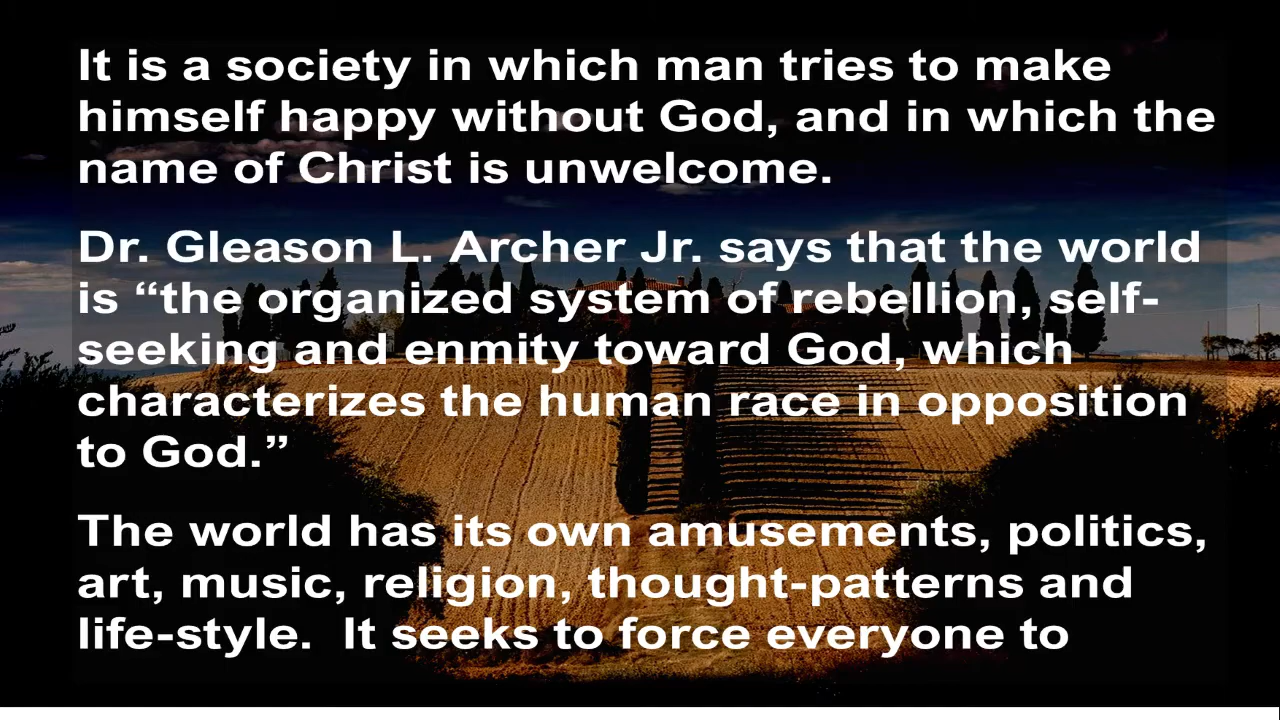 It is a society in which man tries to make
himself happy without God, and in which the
name of Christ is unwelcome.
Dr. Gleason L. Archer Jr. says that the world
is “the organized system of rebellion, self-
seeking and enmity toward God, which
characterizes the human race in opposition
to God.”
The world has its own amusements, politics,
art, music, religion, thought-patterns and
life-style.  It seeks to force everyone to